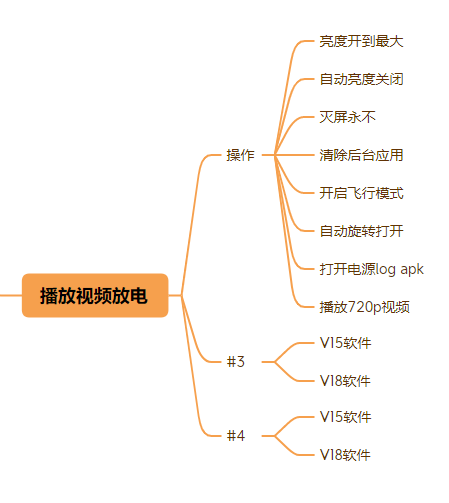 播放视频放电
操作
亮度开到最大
自动亮度关闭
灭屏永不
清除后台应用
开启飞行模式
自动旋转打开
打开电源log apk
播放720p视频
#3
V15软件
V18软件
#4
V15软件
V18软件